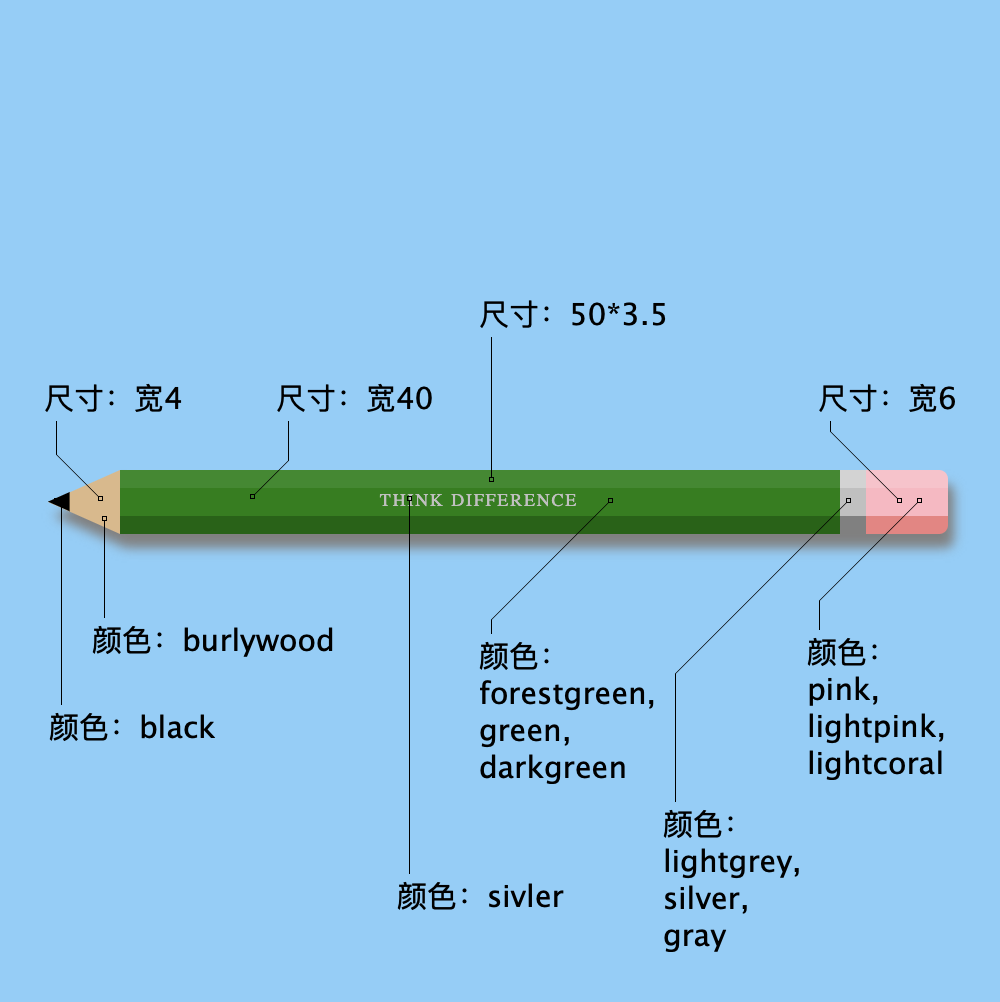 尺寸：50*3.5
尺寸：宽4
尺寸：宽40
尺寸：宽6
THINK DIFFERENCE
颜色：burlywood
颜色：
forestgreen,
green,
darkgreen
颜色：
pink,
lightpink,
lightcoral
颜色：black
颜色：sivler
颜色：
lightgrey,
silver,
gray